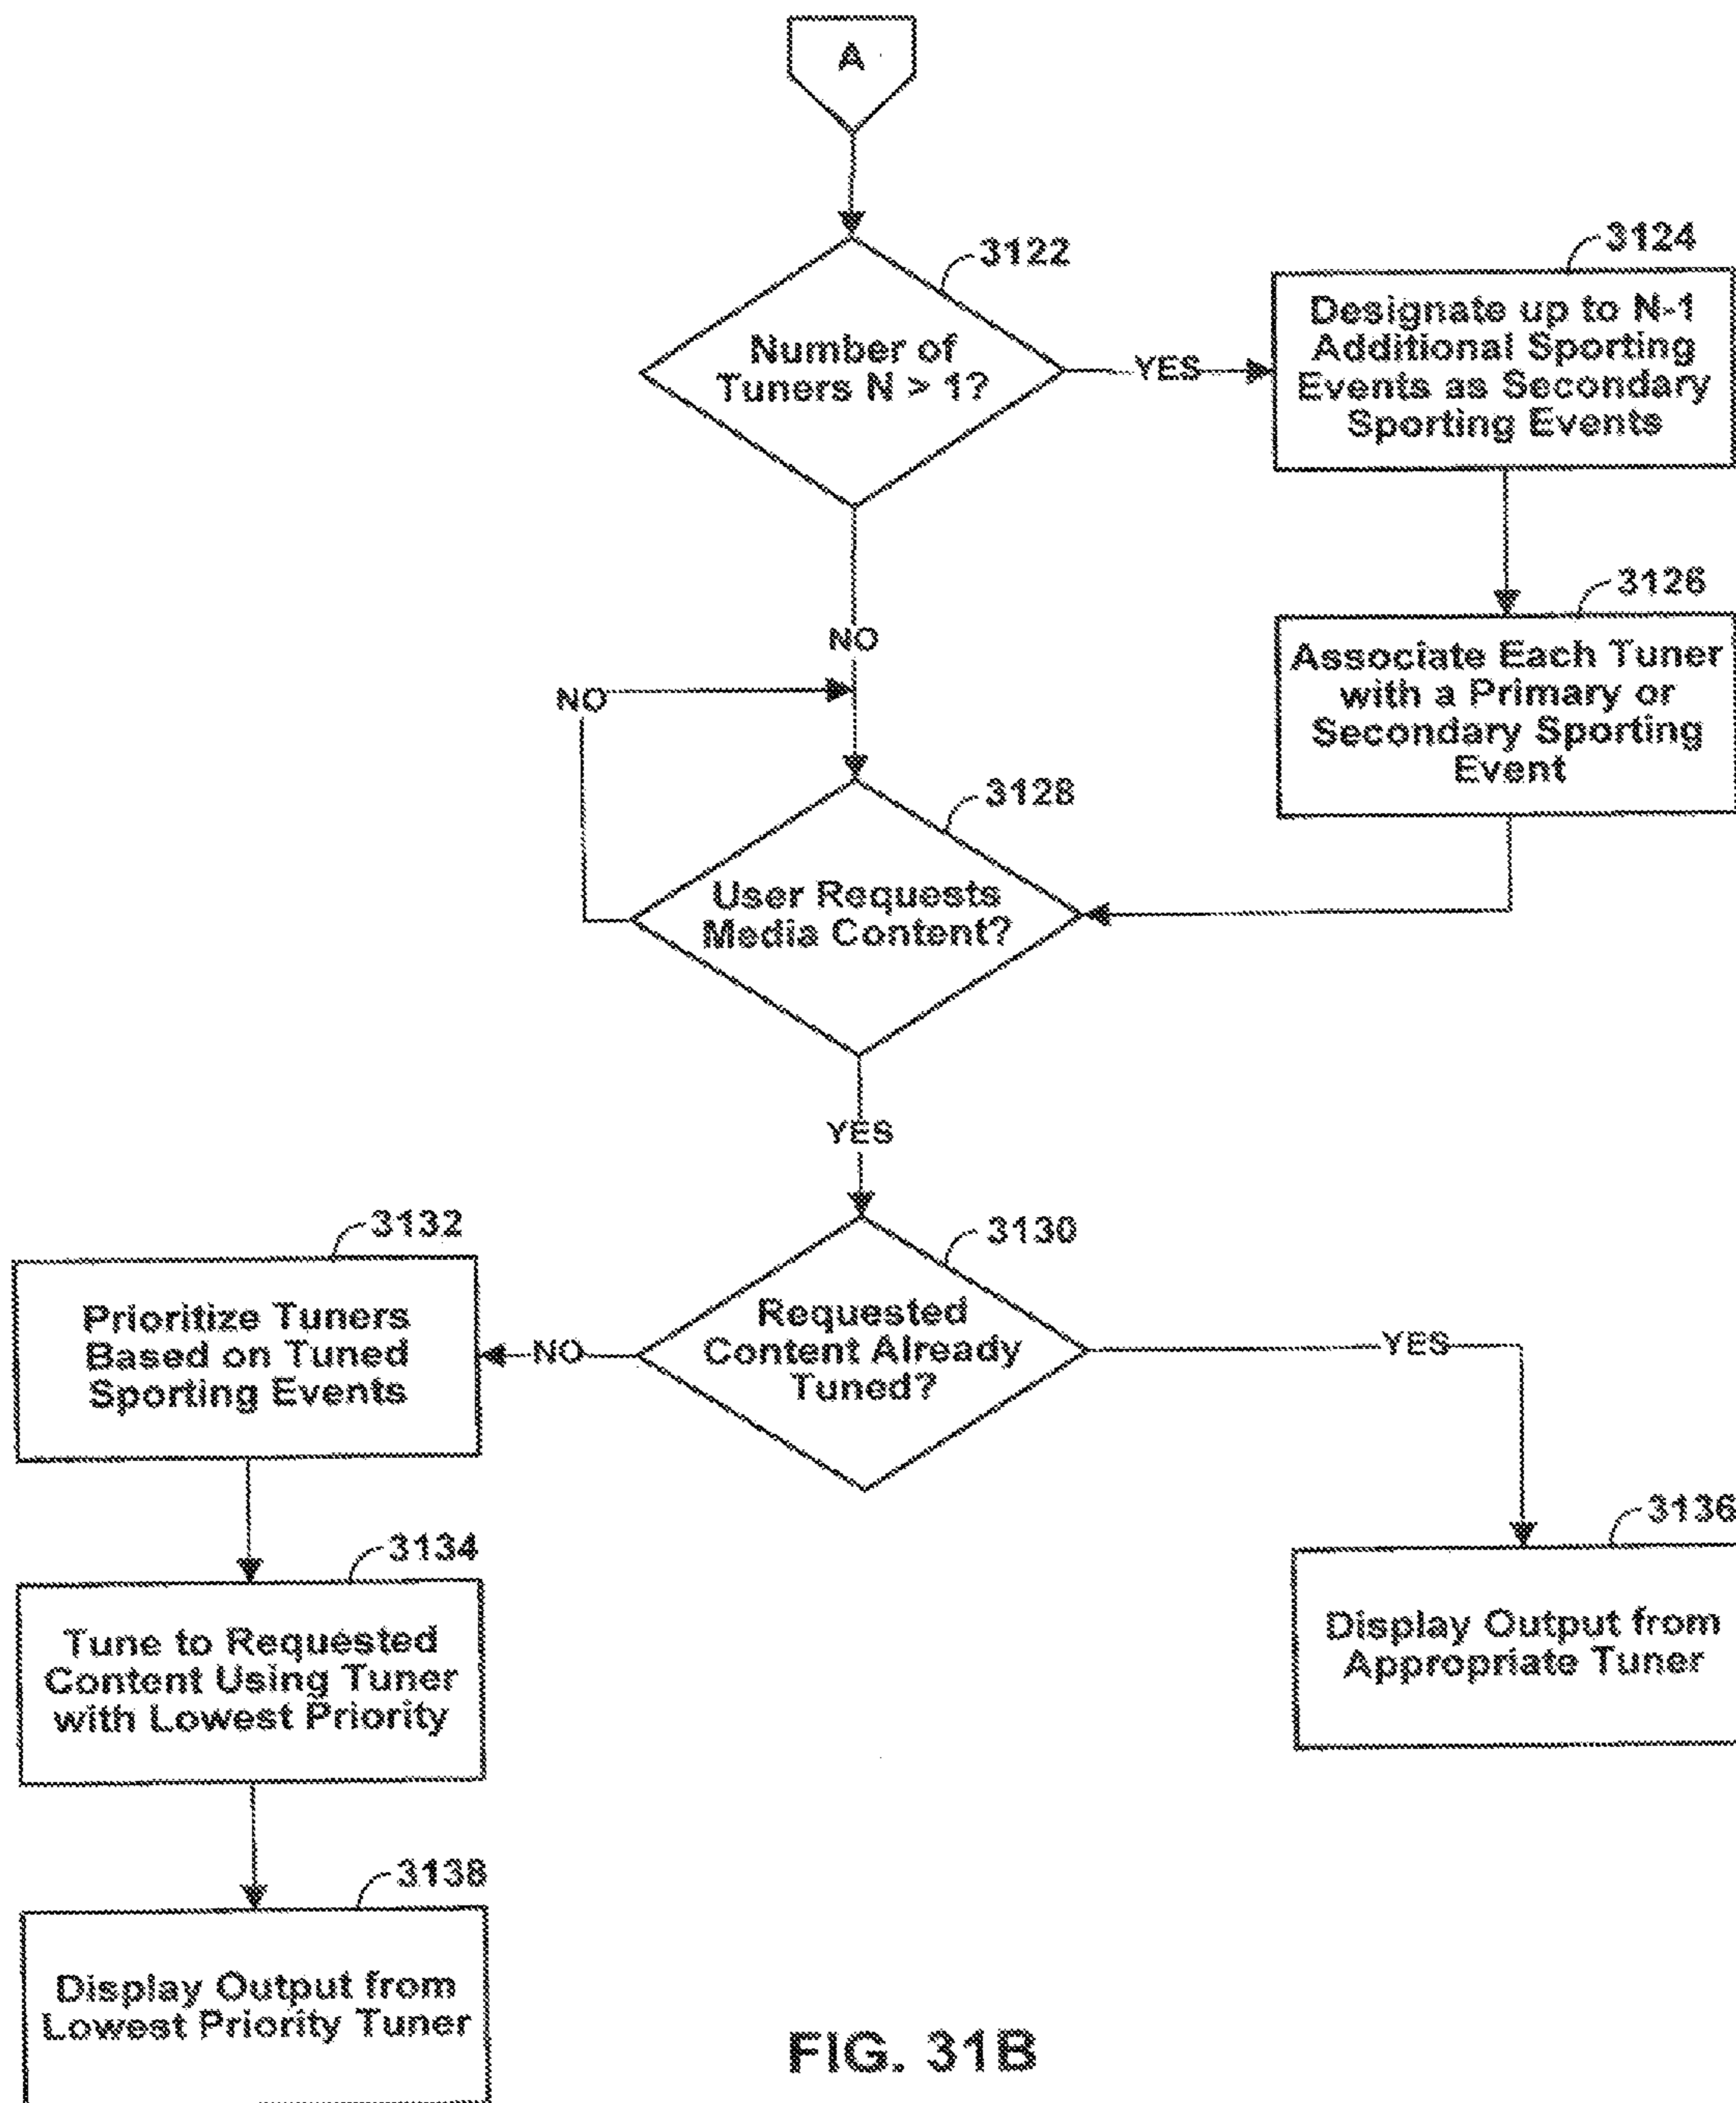 A
3122
Number of
Tuners N > 1?
YES
3124
Designate up to N-1
Additional Sporting
Events as Secondary
Sporting Events
NO
3126
Associate Each Tuner
with a Primary or
Secondary Sporting
Event
NO
3128
User Requests
Media Content?
YES
3130
Requested
Content Already
Tuned?
NO
YES
3132
Prioritize Tuners
Based on Tuned
Sporting Events
3134
Tune to Requested
Content Using Tuner
with Lowest Priority
3136
Display Output from
Appropriate Tuner
3138
Display Output from
Lowest Priority Tuner
FIG. 31B